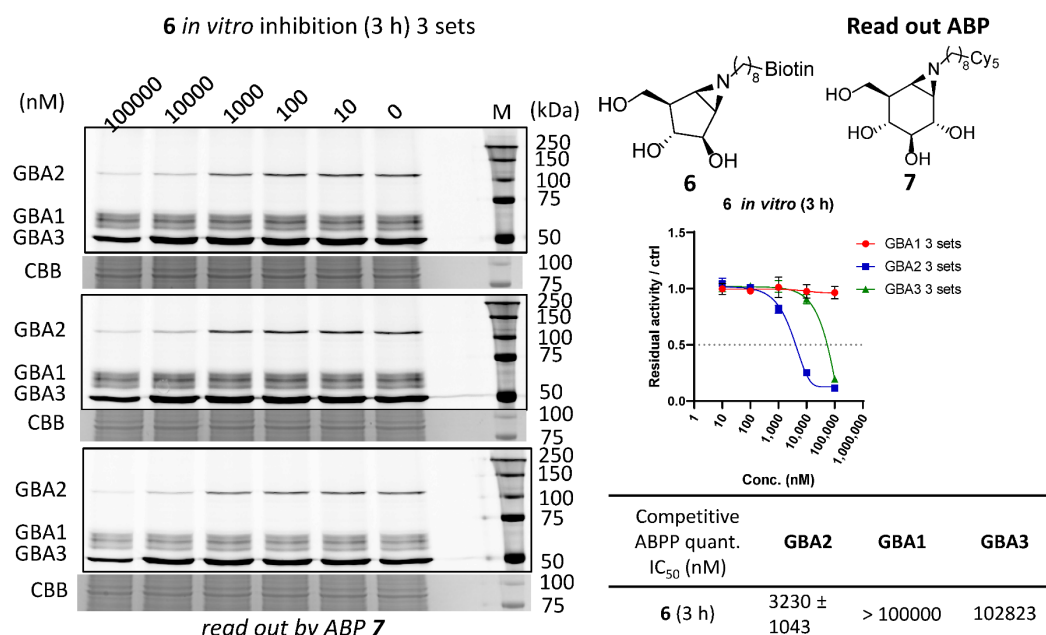 6 in vitro inhibition (3 h) 3 sets
(nM)
100000 10000 1000 100 10 0 M (kDa)
GBA2
GBA1
GBA3
250
150
100
75
50
CBB
100
75
GBA2
GBA1
GBA3
250
150
100
75
50
CBB
100
75
GBA2
GBA1
GBA3
250
150
100
75
50
CBB
100
75
read out by ABP 7
Read out ABP
N ()8 Biotin
HO
HO OH
6
N ()8 Cy5
HO
HO OH
OH
7
6 in vitro (3 h)
Residual activity / ctrl
1.5
1.0
0.5
0.0
1 10 100 1,000 10,000 100,000 1,000,000
Conc. (nM)
GBA1 3 sets
GBA2 3 sets
GBA3 3 sets
Competitive
ABPP quant.
IC50 (nM)
GBA2 GBA1 GBA3
6 (3 h) 3230 ± 1043 > 100000 102823